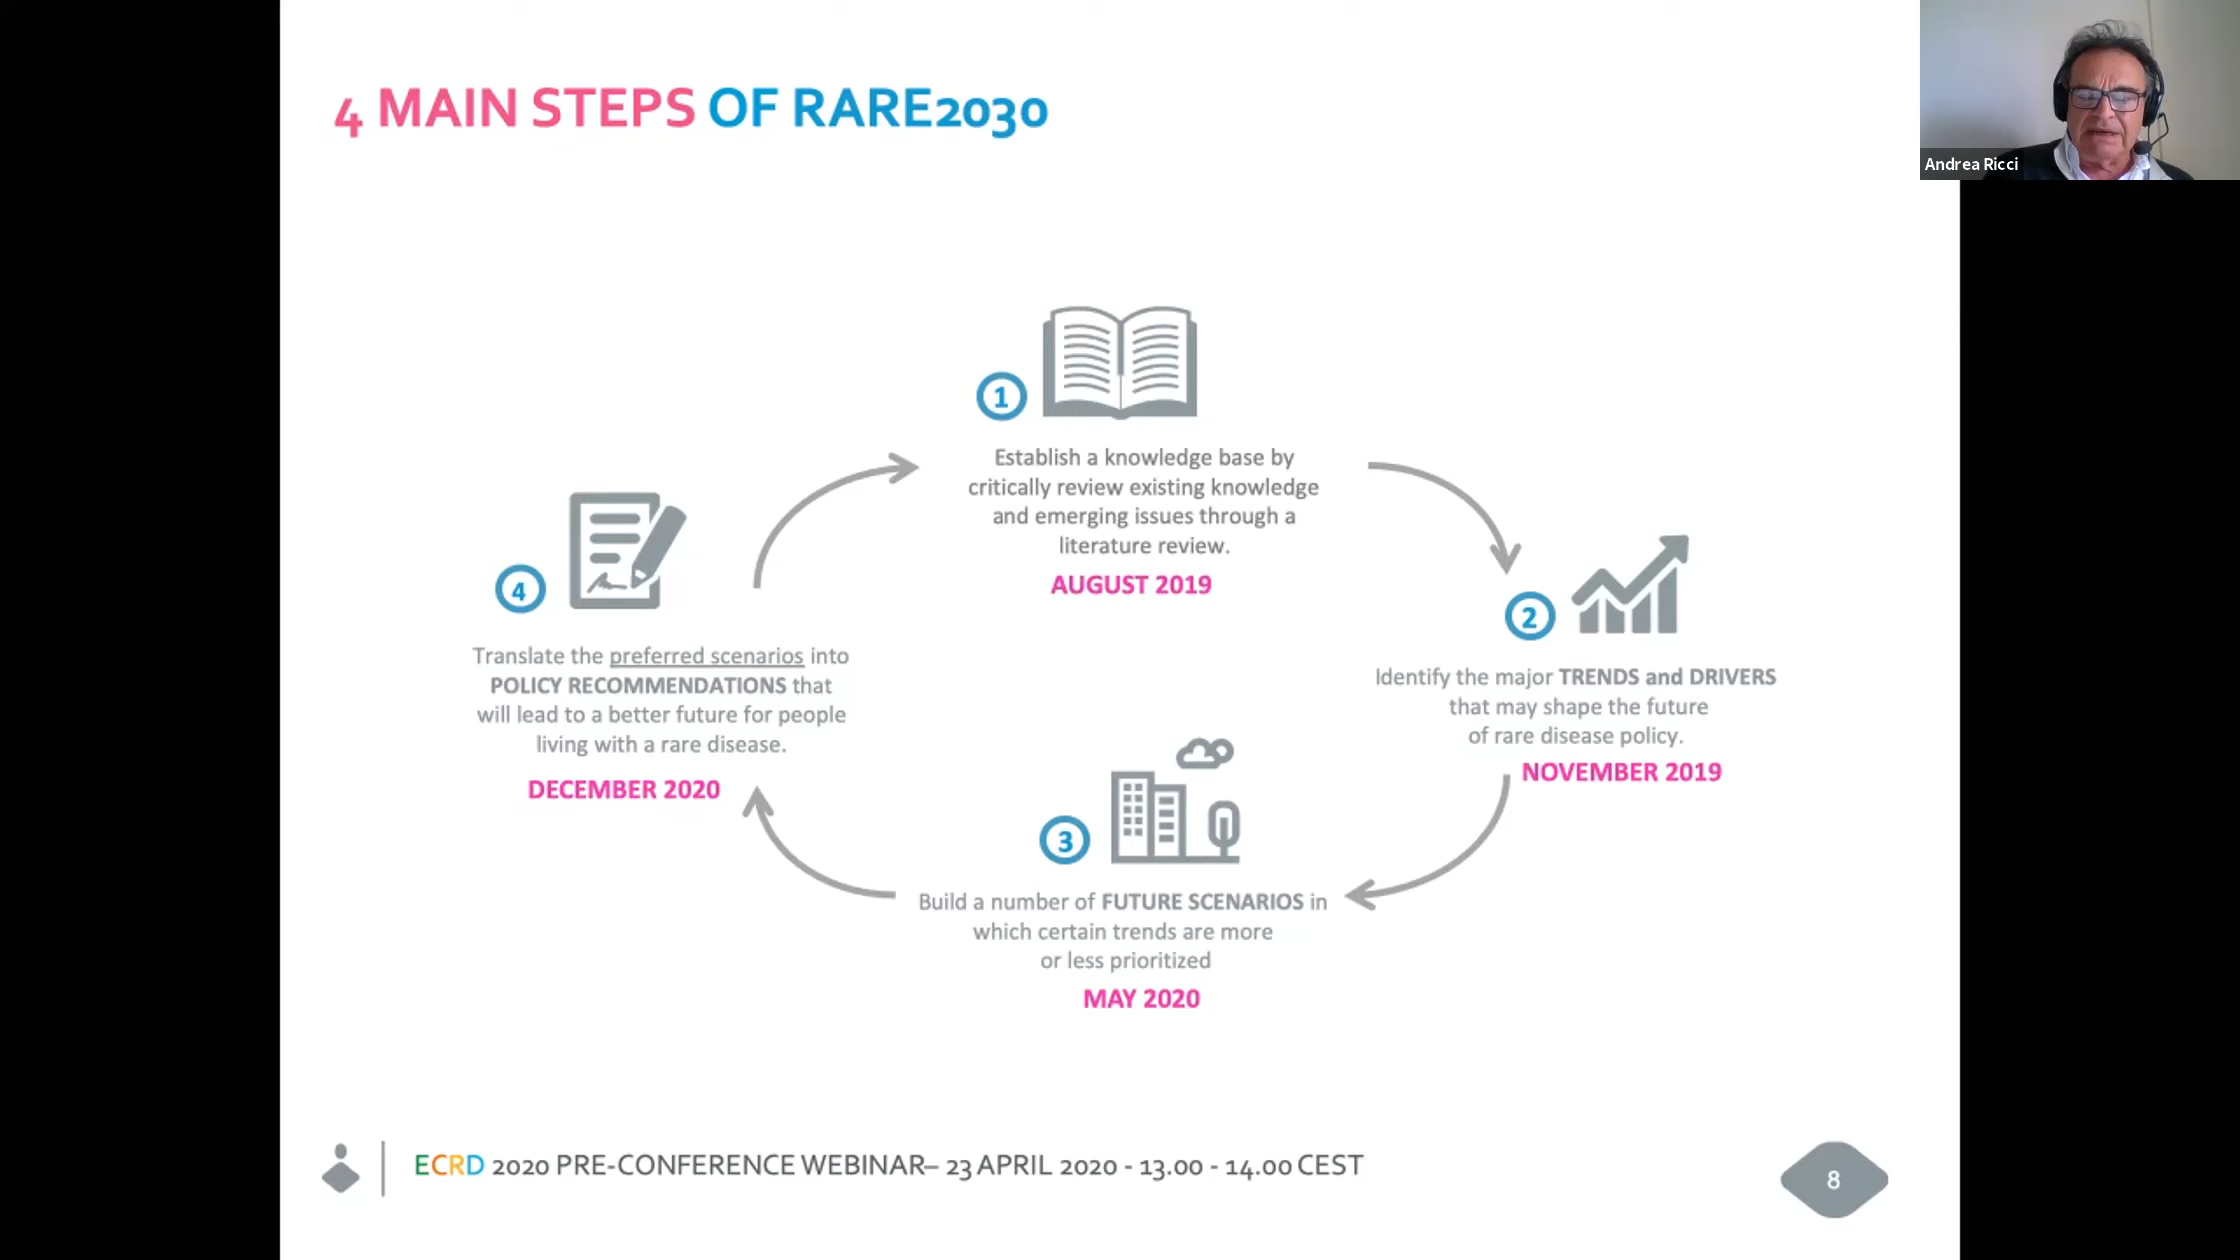 4 MAIN STEPS OF RARE2030
Andrea Ricci
1
Establish a knowledge base by
critically review existing knowledge
and emerging issues through a
literature review.
AUGUST 2019
2
Identify the major TRENDS and DRIVERS
that may shape the future
of rare disease policy.
NOVEMBER 2019
3
Build a number of FUTURE SCENARIOS in
which certain trends are more
or less prioritized
MAY 2020
4
Translate the preferred scenarios into
POLICY RECOMMENDATIONS that
will lead to a better future for people
living with a rare disease.
DECEMBER 2020
ECRD 2020 PRE-CONFERENCE WEBINAR– 23 APRIL 2020 - 13.00 - 14.00 CEST
8